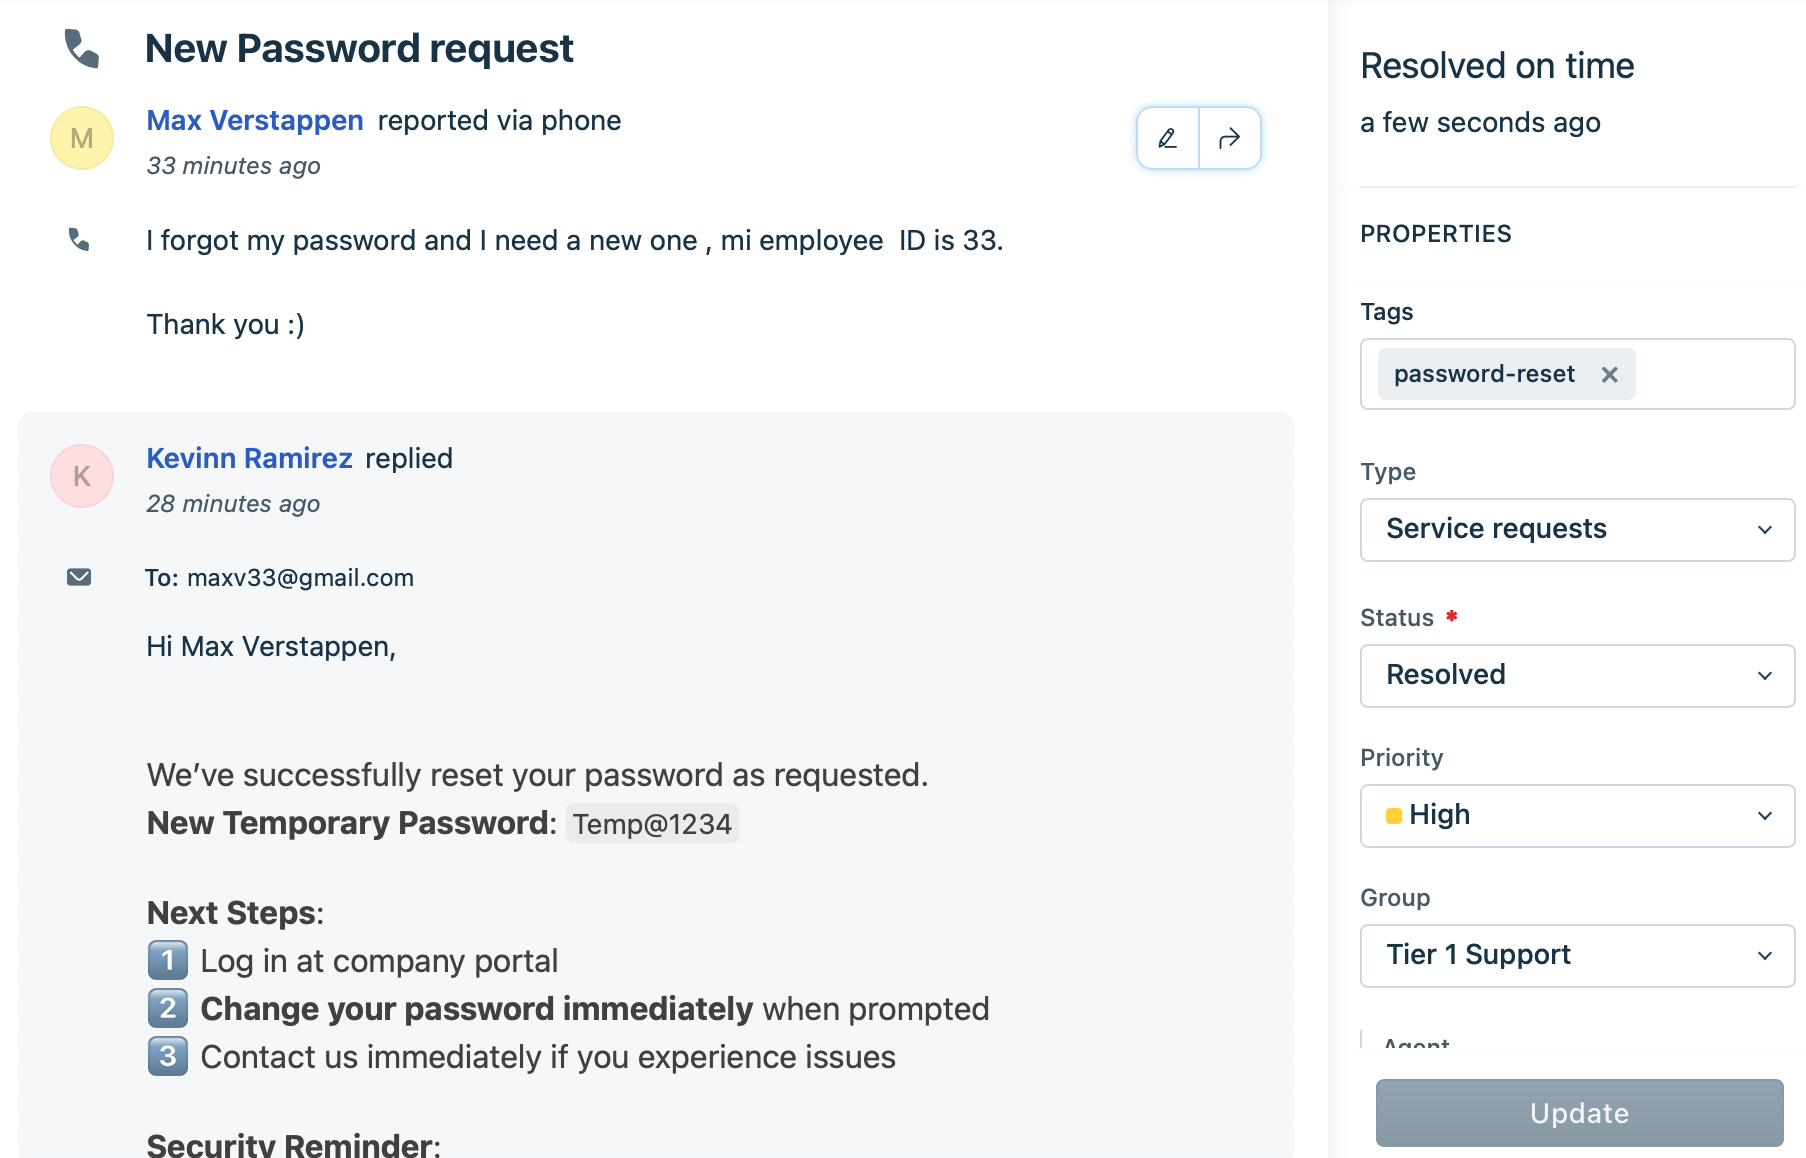 New Password request
M
Max Verstappen reported via phone
33 minutes ago
I forgot my password and I need a new one , mi employee  ID is 33.
Thank you :)
K
Kevinn Ramirez replied
28 minutes ago
To: maxv33@gmail.com
Hi Max Verstappen,
We’ve successfully reset your password as requested.
New Temporary Password: Temp@1234
Next Steps:
1 Log in at company portal
2 Change your password immediately when prompted
3 Contact us immediately if you experience issues
Security Reminder:
Resolved on time
a few seconds ago
PROPERTIES
Tags
password-reset ×
Type
Service requests
Status *
Resolved
Priority
High
Group
Tier 1 Support
Agent
Update